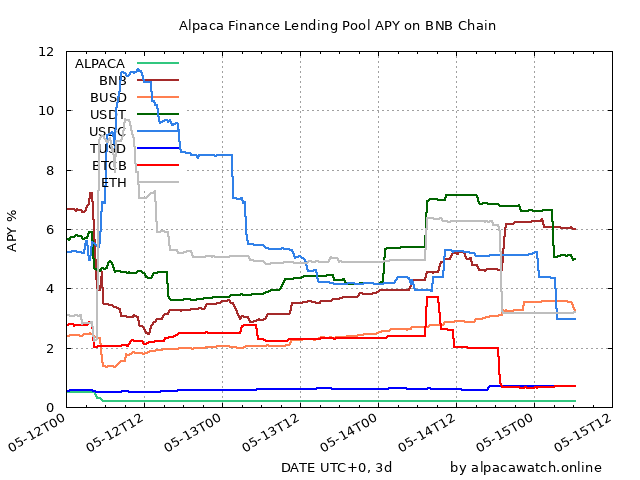 Alpaca Finance Lending Pool APY on BNB Chain
12
10
8
6
4
2
0
APY %
ALPACA
BNB
BUSD
USDT
USDC
TUSD
BTCB
ETH
05-12T00
05-12T12
05-13T00
05-13T12
05-14T00
05-14T12
05-15T00
05-15T12
DATE UTC+0, 3d
by alpacawatch.online